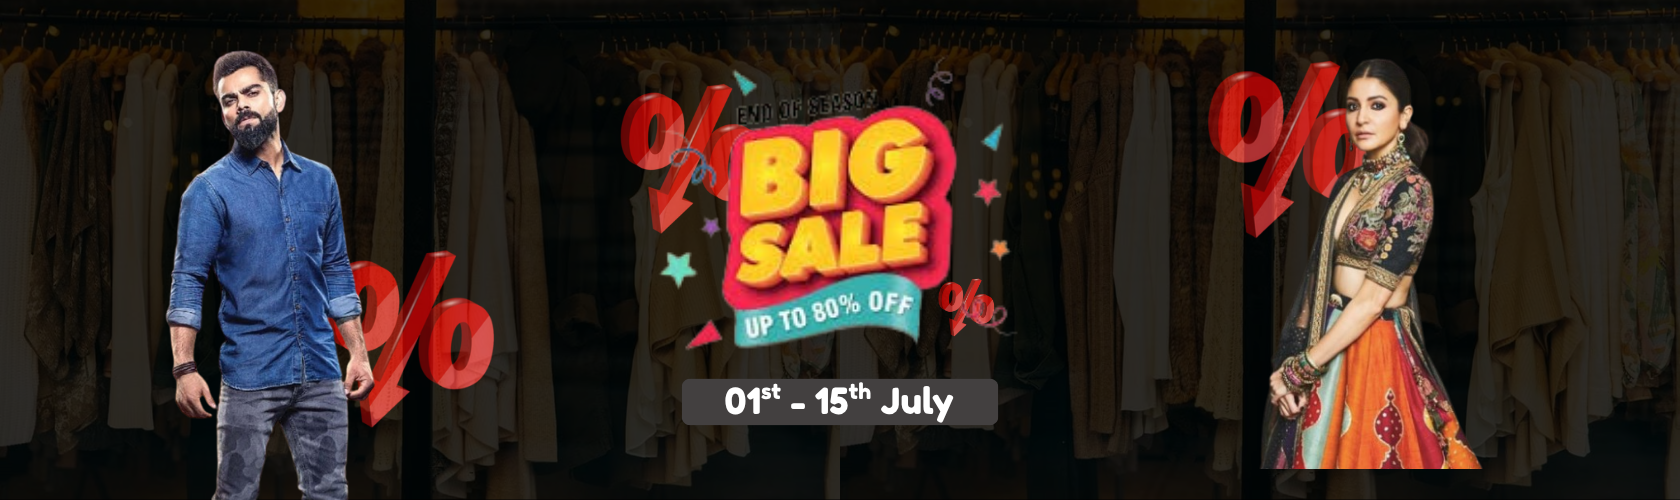 END OF SEASON
BIG
SALE
UP TO 80% OFF
01st - 15th July